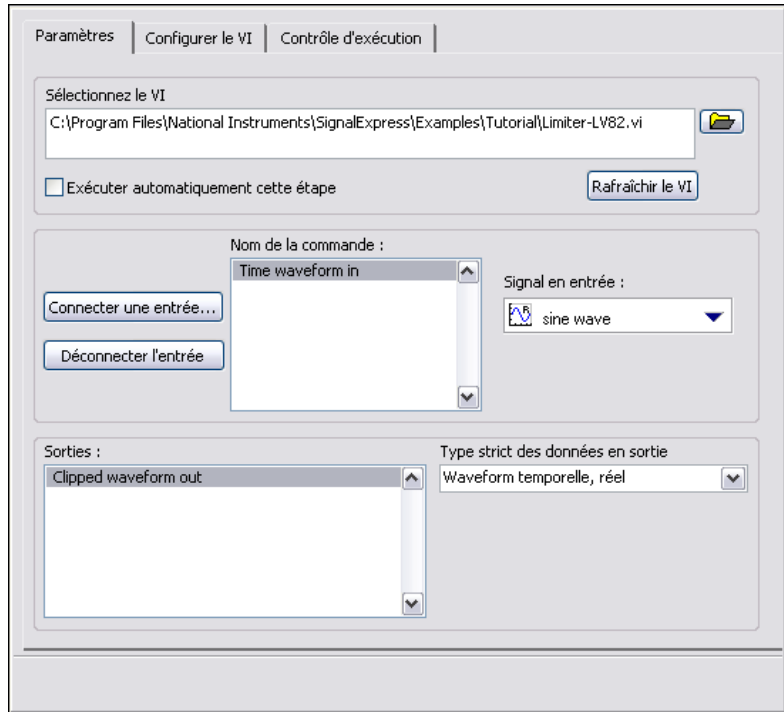 Paramètres
Configurer le VI
Contrôle d'exécution
Sélectionnez le VI
C:\Program Files\National Instruments\SignalExpress\Examples\Tutorial\Limiter-LV82.vi
Exécuter automatiquement cette étape
Rafraîchir le VI
Nom de la commande :
Time waveform in
Connecter une entrée...
Déconnecter l'entrée
Signal en entrée :
sine wave
Sorties :
Clipped waveform out
Type strict des données en sortie
Waveform temporelle, réel